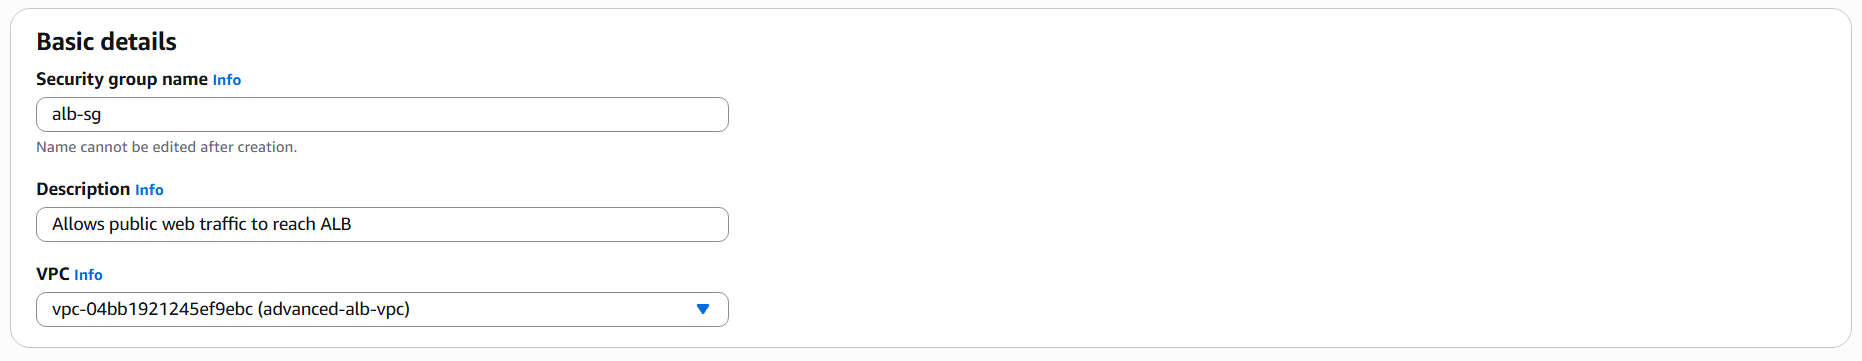 Basic details
Security group name Info
alb-sg
Name cannot be edited after creation.
Description Info
Allows public web traffic to reach ALB
VPC Info
vpc-04bb1921245ef9ebc (advanced-alb-vpc)